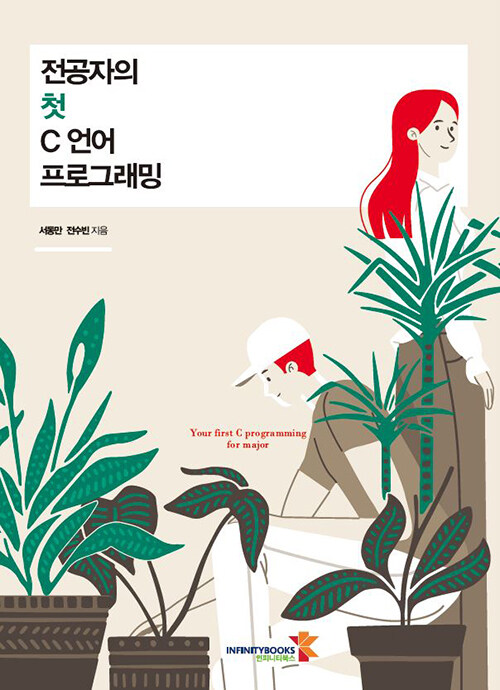 전공자의
첫
C 언어
프로그래밍
서동만 전수빈 지음
Your first C programming
for major
INFINITYBOOKS
인피니티북스